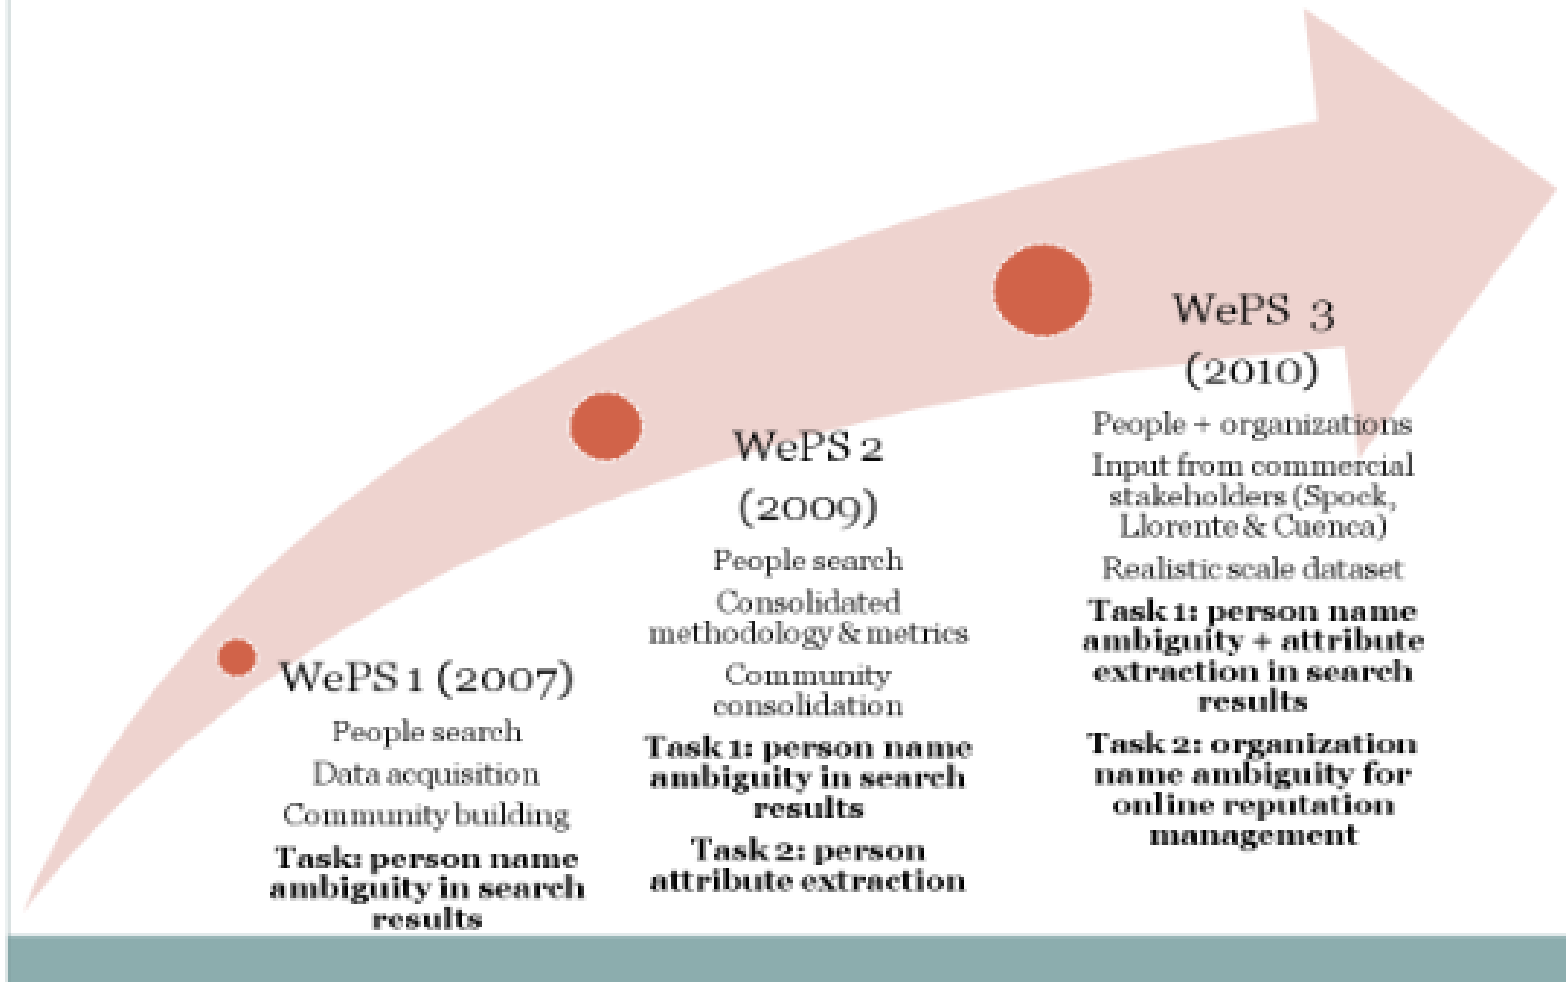 WePS 1 (2007)
People search
Data acquisition
Community building
Task: person name
ambiguity in search
results
WePS 2
(2009)
People search
Consolidated
methodology & metrics
Community
consolidation
Task 1: person name
ambiguity in search
results
Task 2: person
attribute extraction
WePS 3
(2010)
People + organizations
Input from commercial
stakeholders (Spock,
Llorente & Cuenca)
Realistic scale dataset
Task 1: person name
ambiguity + attribute
extraction in search
results
Task 2: organization
name ambiguity for
online reputation
management